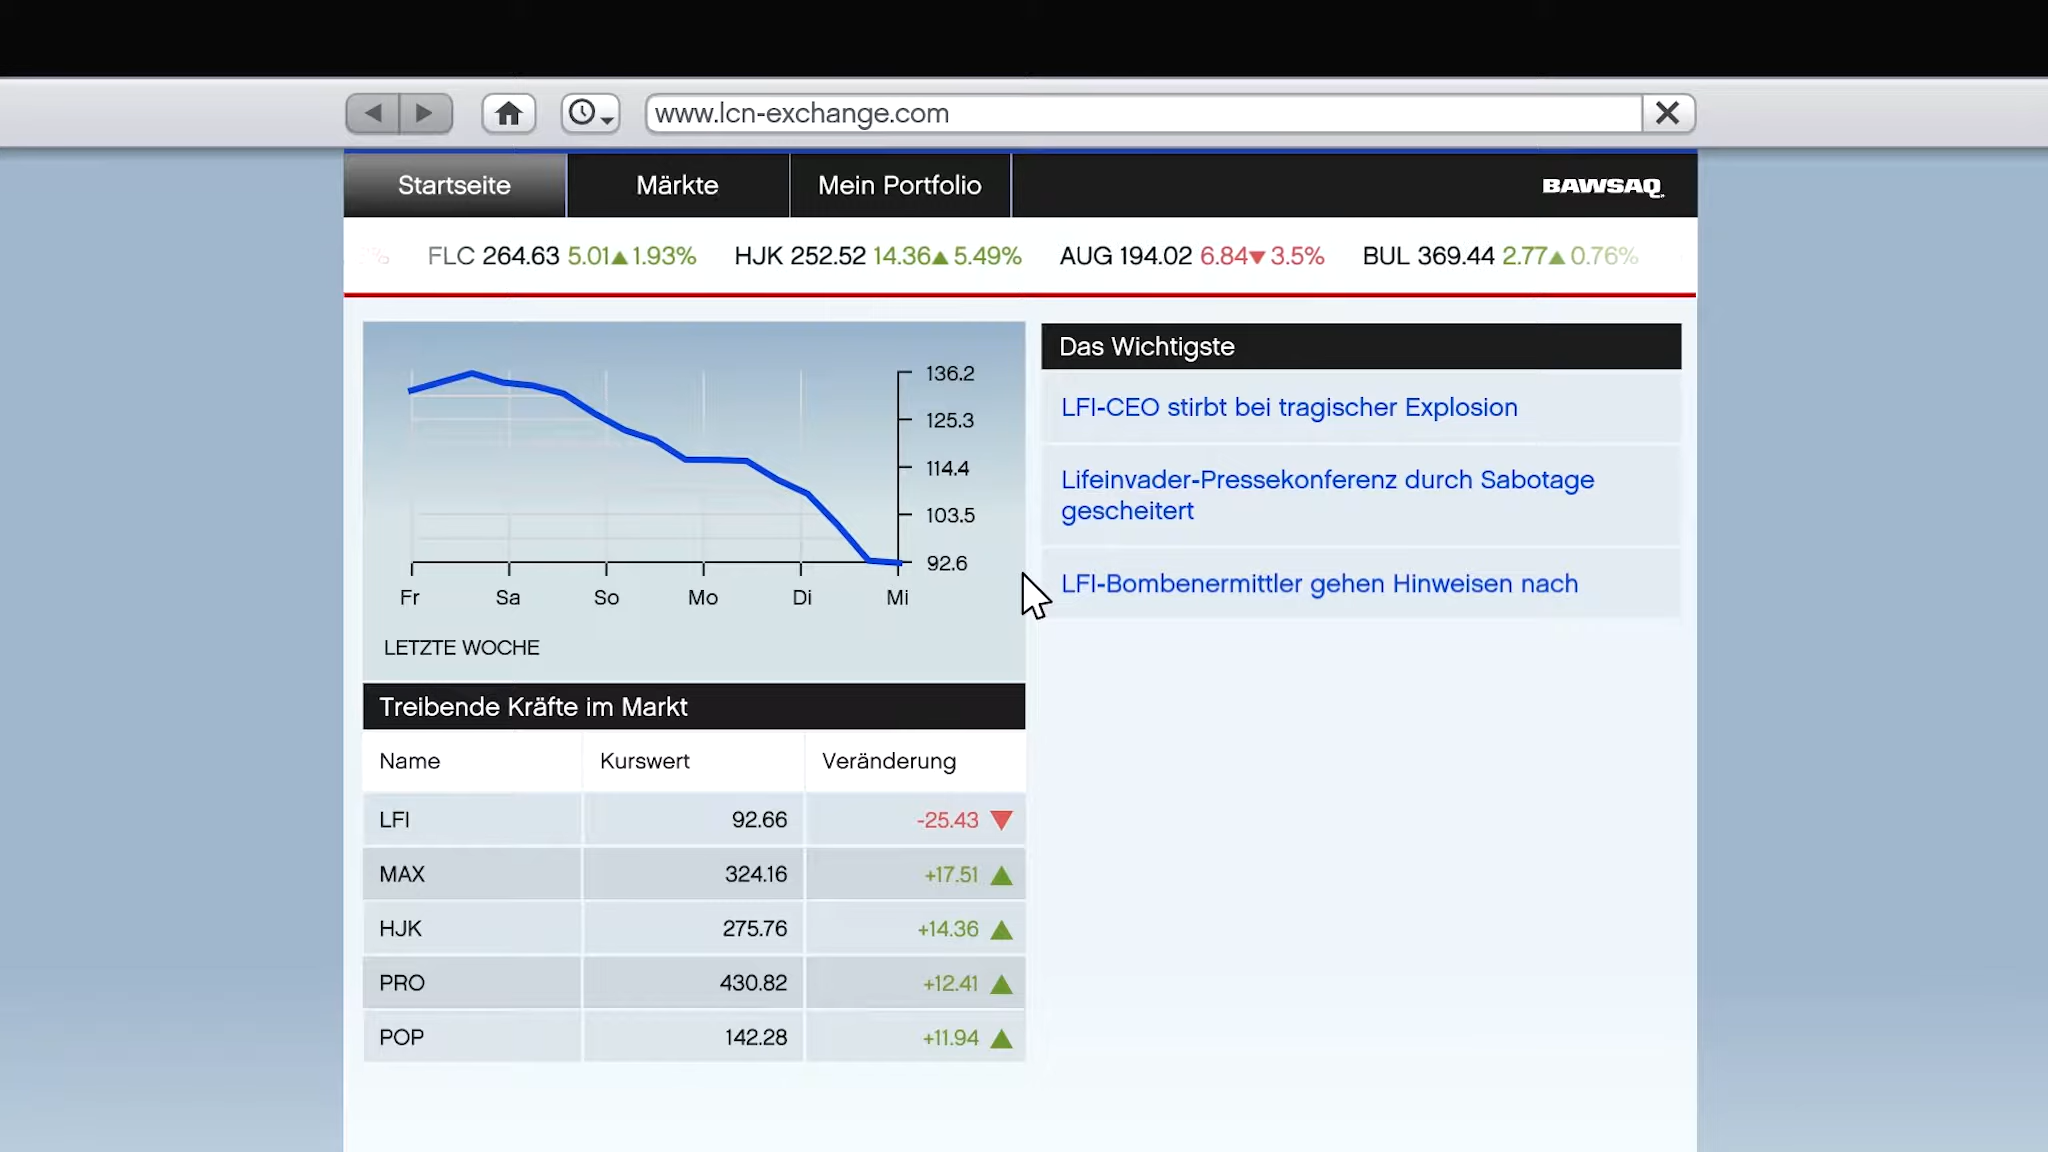 www.lcn-exchange.com
Startseite Märkte Mein Portfolio BAWSAQ
% FLC 264.63 5.01▲1.93% HJK 252.52 14.36▲5.49% AUG 194.02 6.84▼3.5% BUL 369.44 2.77▲0.76%
136.2
125.3
114.4
103.5
92.6
Fr Sa So Mo Di Mi
LETZTE WOCHE
Das Wichtigste
LFI-CEO stirbt bei tragischer Explosion
Lifeinvader-Pressekonferenz durch Sabotage
gescheitert
LFI-Bombenermittler gehen Hinweisen nach
Treibende Kräfte im Markt
Name Kurswert Veränderung
LFI 92.66 -25.43 ▼
MAX 324.16 +17.51 ▲
HJK 275.76 +14.36 ▲
PRO 430.82 +12.41 ▲
POP 142.28 +11.94 ▲